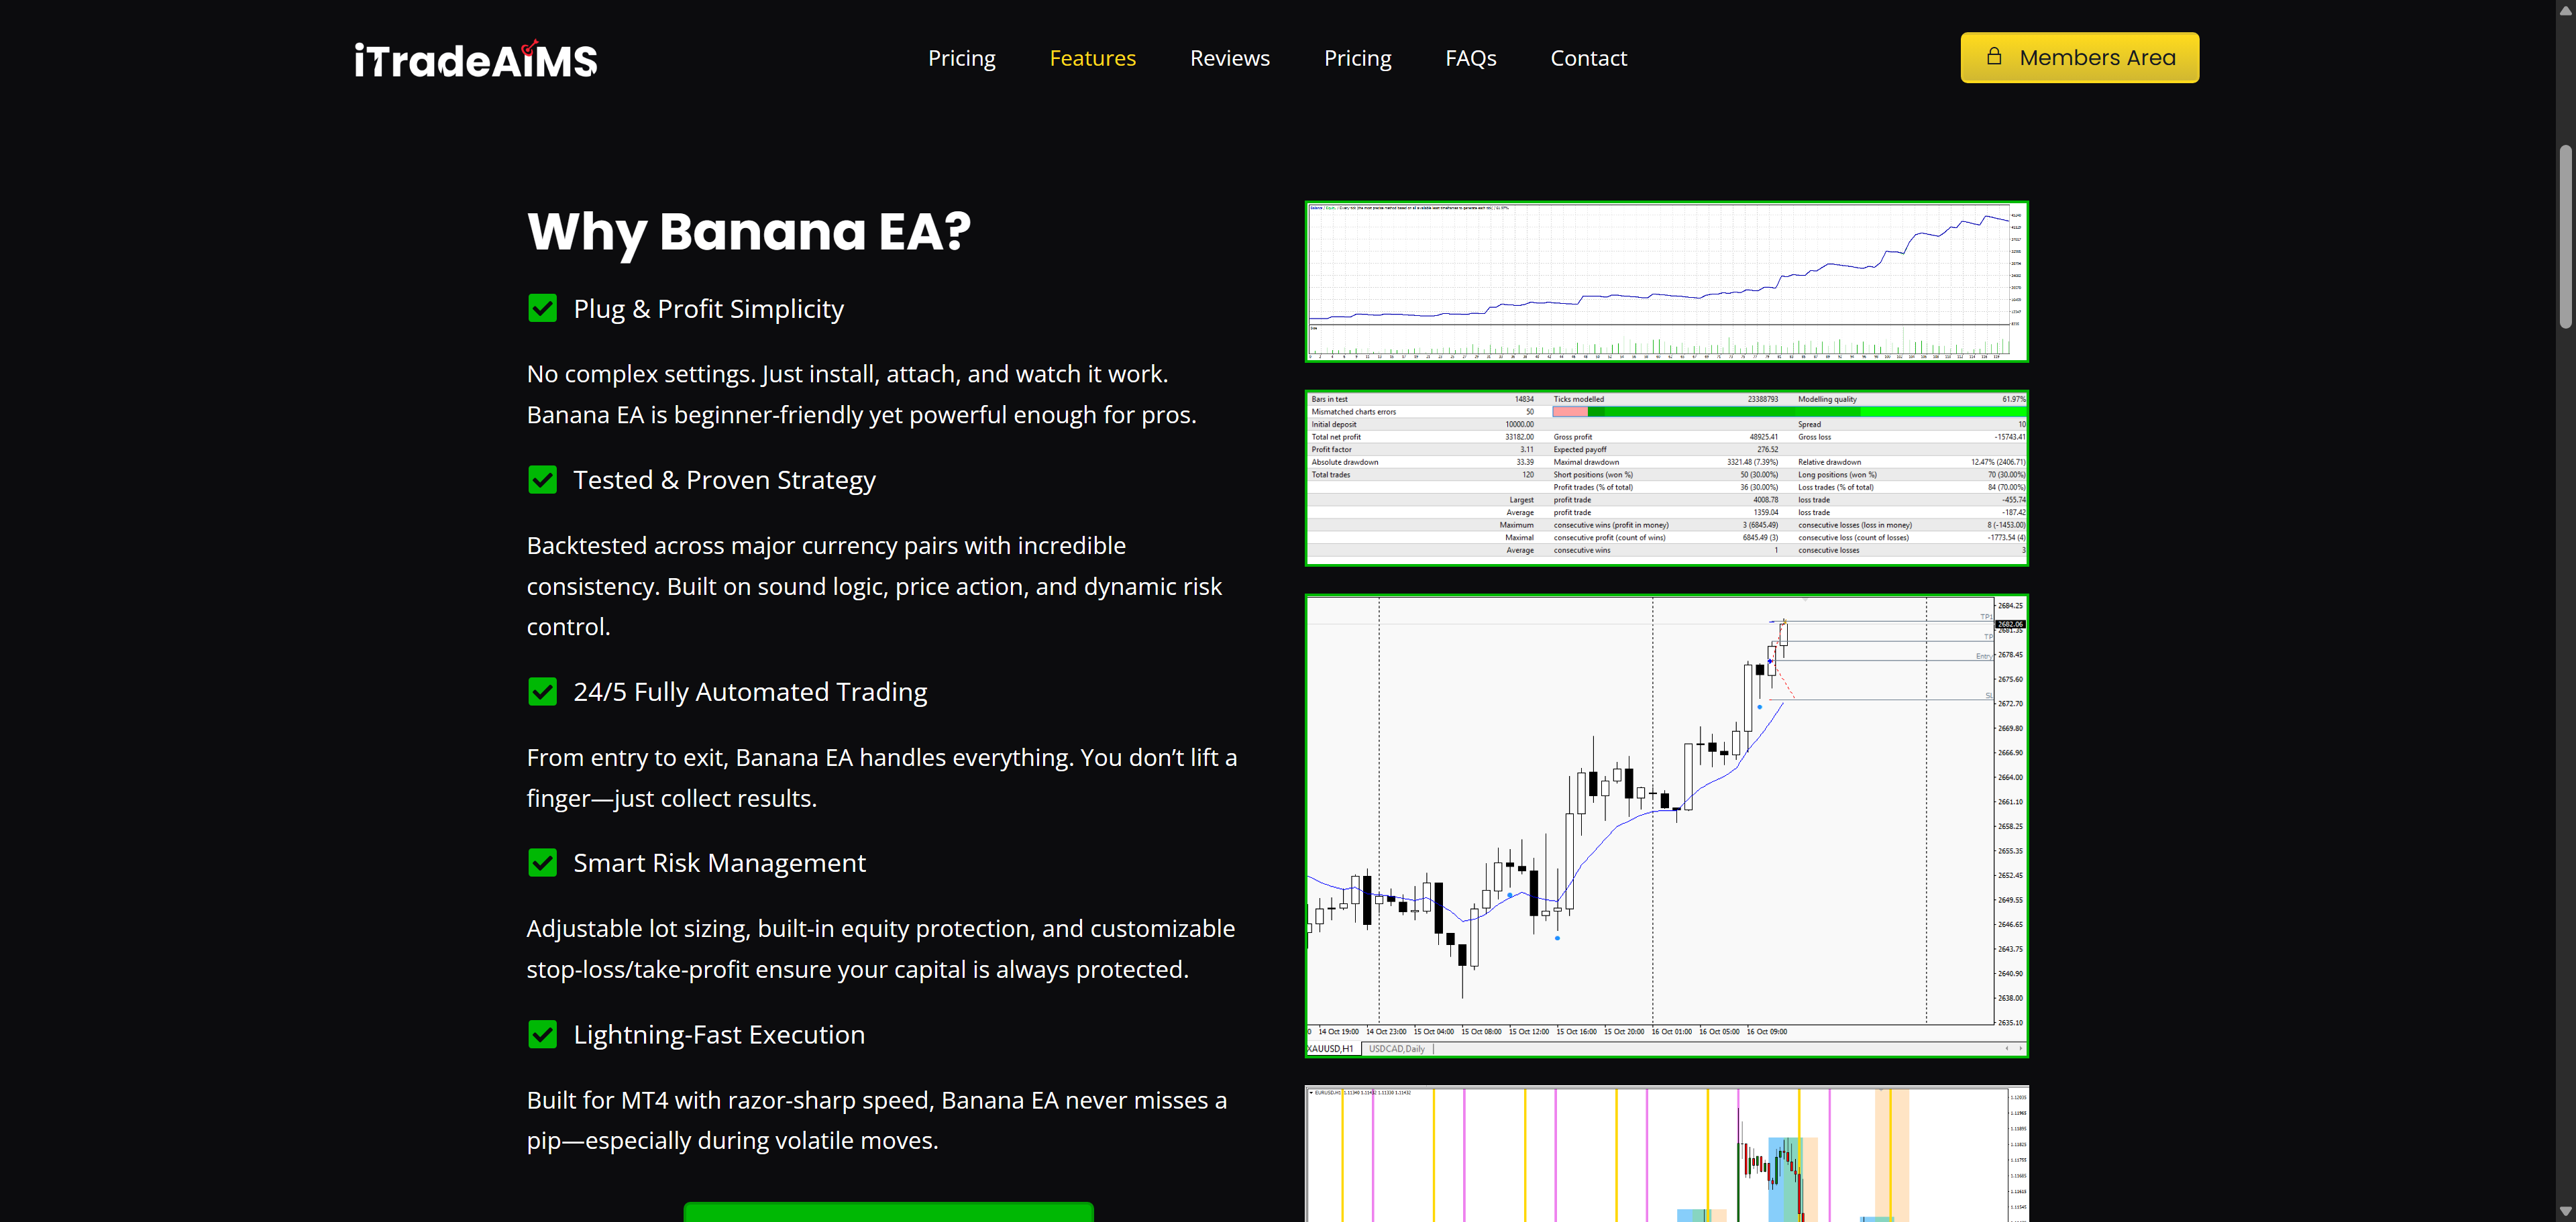 iTradeAiMS
Pricing
Features
Reviews
Pricing
FAQs
Contact
Members Area
Why Banana EA?
Plug & Profit Simplicity
No complex settings. Just install, attach, and watch it work.
Banana EA is beginner-friendly yet powerful enough for pros.
Tested & Proven Strategy
Backtested across major currency pairs with incredible
consistency. Built on sound logic, price action, and dynamic risk
control.
24/5 Fully Automated Trading
From entry to exit, Banana EA handles everything. You don’t lift a
finger—just collect results.
Smart Risk Management
Adjustable lot sizing, built-in equity protection, and customizable
stop-loss/take-profit ensure your capital is always protected.
Lightning-Fast Execution
Built for MT4 with razor-sharp speed, Banana EA never misses a
pip—especially during volatile moves.
Bars in test 14834 Ticks modelled 23388793 Modelling quality 61.97%
Mismatched charts errors 50
Initial deposit 10000.00 Spread 10
Total net profit 33182.00 Gross profit 48925.41 Gross loss -15743.41
Profit factor 3.11 Expected payoff 276.52
Absolute drawdown 33.39 Maximal drawdown 3321.48 (7.39%) Relative drawdown 12.47% (2406.71)
Total trades 120 Short positions (won %) 50 (30.00%) Long positions (won %) 70 (30.00%)
Profit trades (% of total) 36 (30.00%) Loss trades (% of total) 84 (70.00%)
Largest profit trade 4008.78 loss trade -455.74
Average profit trade 1359.04 loss trade -187.42
Maximum consecutive wins (profit in money) 3 (6845.49) consecutive losses (loss in money) 8 (-1453.00)
Maximal consecutive profit (count of wins) 6845.49 (3) consecutive loss (count of losses) -1773.54 (4)
Average consecutive wins 1 consecutive losses 3
2684.25
TP1
2682.06
2681.35
TP
Entry
2678.45
2675.60
SL
2672.70
2669.80
2666.90
2664.00
2661.10
2658.25
2655.35
2652.45
2649.55
2646.65
2643.75
2640.90
2638.00
2635.10
14 Oct 19:00 14 Oct 23:00 15 Oct 04:00 15 Oct 08:00 15 Oct 12:00 15 Oct 16:00 15 Oct 20:00 16 Oct 01:00 16 Oct 05:00 16 Oct 09:00
XAUUSD,H1 USDCAD,Daily